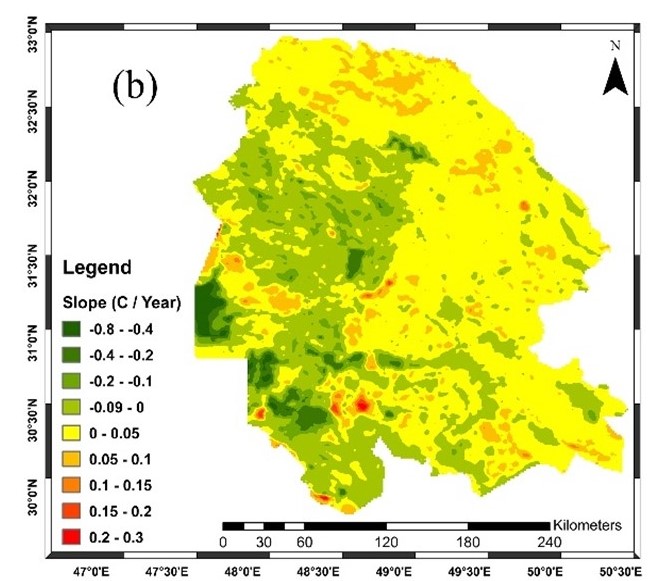 (b)
N
33°0'N
32°30'N
32°0'N
31°30'N
31°0'N
30°30'N
30°0'N
Legend
Slope (C / Year)
-0.8 - -0.4
-0.4 - -0.2
-0.2 - -0.1
-0.09 - 0
0 - 0.05
0.05 - 0.1
0.1 - 0.15
0.15 - 0.2
0.2 - 0.3
Kilometers
0 30 60 120 180 240
47°0'E 47°30'E 48°0'E 48°30'E 49°0'E 49°30'E 50°0'E 50°30'E